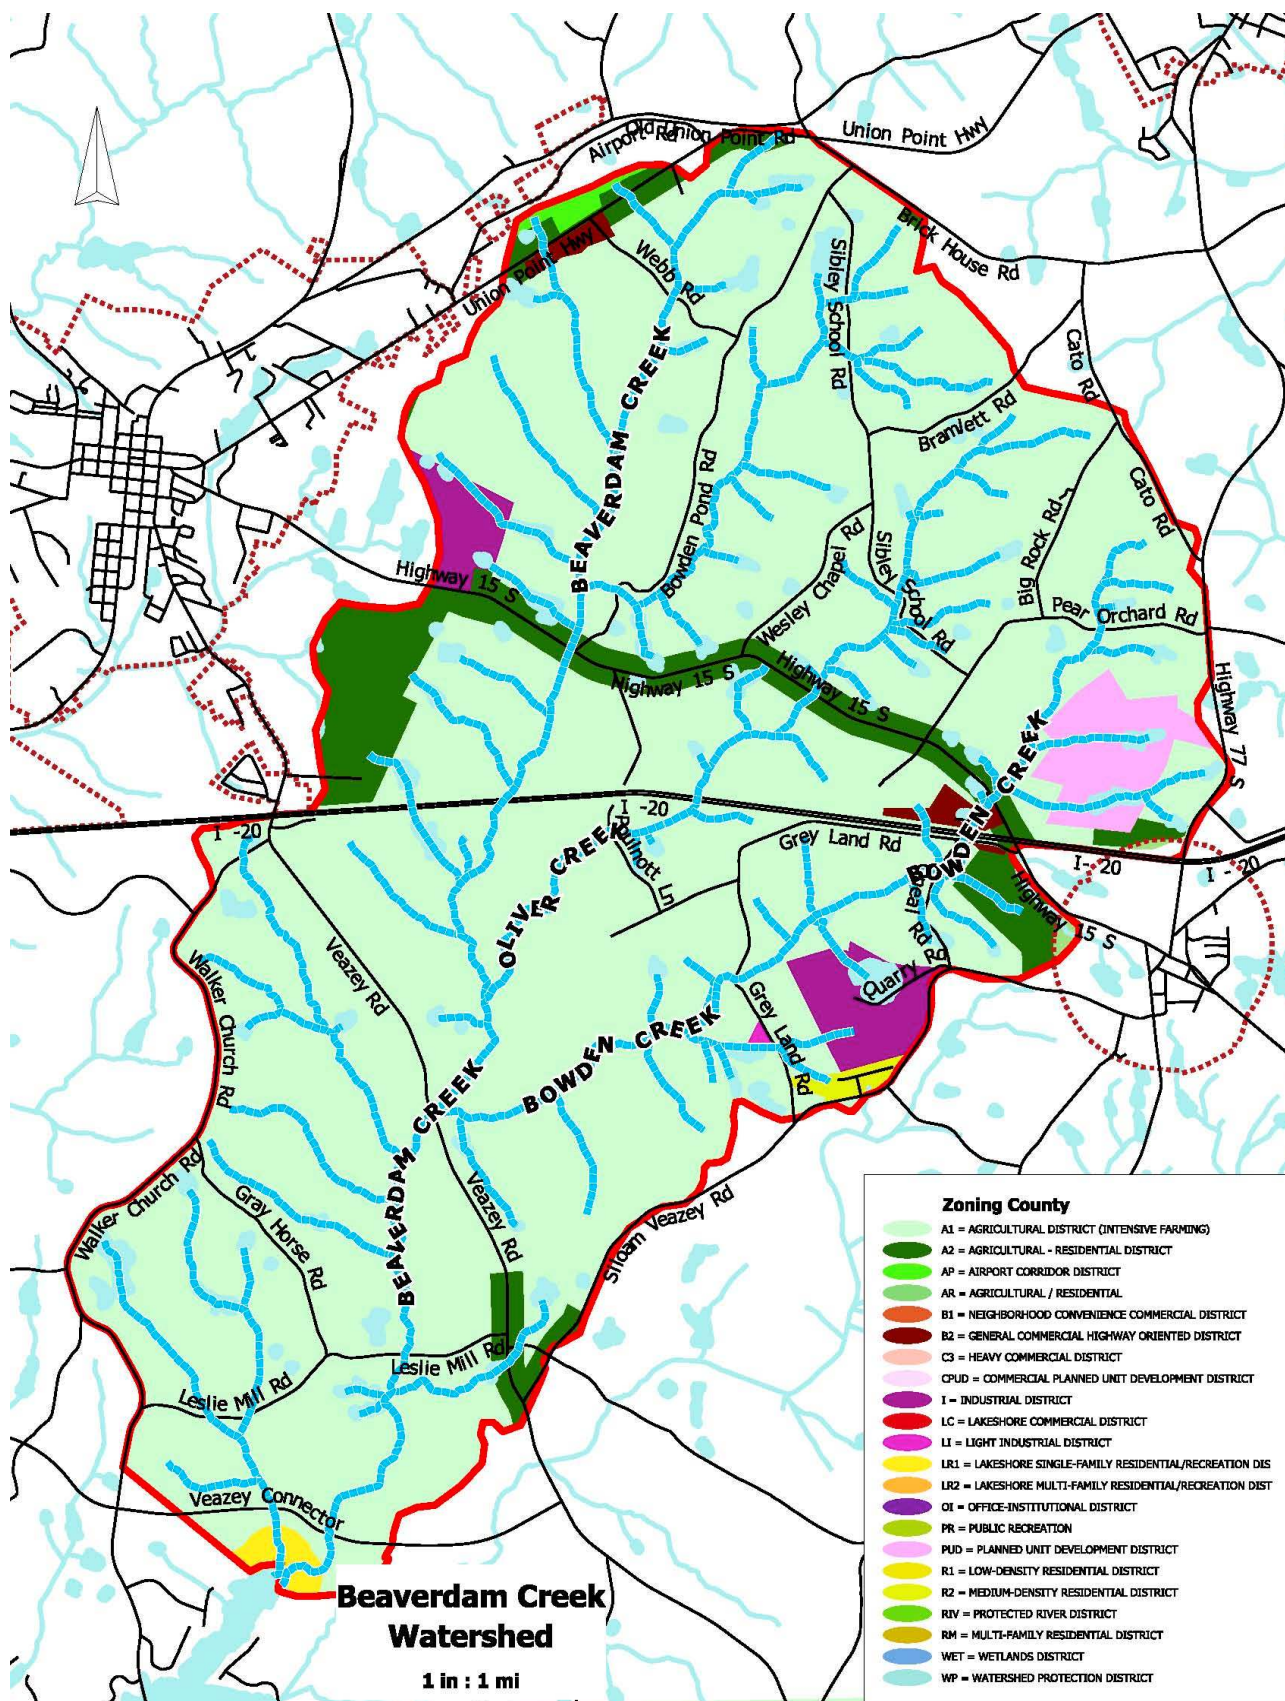 Old Union Point Rd
Airport Rd
Union Point Hwy
Union Point Hwy
Brick House Rd
Webb Rd
Sibley School Rd
Cato Rd
BEAVERDAM CREEK
Bramlett Rd
Cato Rd
Bowden Pond Rd
Big Rock Rd
Wesley Chapel Rd
Sibley School Rd
Highway 15 S
Pear Orchard Rd
Highway 15 S
Highway 15 S
Highway 77 S
BOWDEN CREEK
I -20
I -20
Grey Land Rd
I- 20
I - 20
OLIVER CREEK
Highway 15 S
Veazey Rd
Walker Church Rd
Quarry Rd
Grey Land Rd
BOWDEN CREEK
BEAVERDAM CREEK
BEAVERDAM
Walker Church Rd
Gray Horse Rd
Veazey Rd
Siloam Veazey Rd
Leslie Mill Rd
Leslie Mill Rd
Veazey Connector
Beaverdam Creek
Watershed
1 in : 1 mi
Zoning County
A1 = AGRICULTURAL DISTRICT (INTENSIVE FARMING)
A2 = AGRICULTURAL - RESIDENTIAL DISTRICT
AP = AIRPORT CORRIDOR DISTRICT
AR = AGRICULTURAL / RESIDENTIAL
B1 = NEIGHBORHOOD CONVENIENCE COMMERCIAL DISTRICT
B2 = GENERAL COMMERCIAL HIGHWAY ORIENTED DISTRICT
C3 = HEAVY COMMERCIAL DISTRICT
CPUD = COMMERCIAL PLANNED UNIT DEVELOPMENT DISTRICT
I = INDUSTRIAL DISTRICT
LC = LAKESHORE COMMERCIAL DISTRICT
LI = LIGHT INDUSTRIAL DISTRICT
LR1 = LAKESHORE SINGLE-FAMILY RESIDENTIAL/RECREATION DIS
LR2 = LAKESHORE MULTI-FAMILY RESIDENTIAL/RECREATION DIST
OI = OFFICE-INSTITUTIONAL DISTRICT
PR = PUBLIC RECREATION
PUD = PLANNED UNIT DEVELOPMENT DISTRICT
R1 = LOW-DENSITY RESIDENTIAL DISTRICT
R2 = MEDIUM-DENSITY RESIDENTIAL DISTRICT
RIV = PROTECTED RIVER DISTRICT
RM = MULTI-FAMILY RESIDENTIAL DISTRICT
WET = WETLANDS DISTRICT
WP = WATERSHED PROTECTION DISTRICT